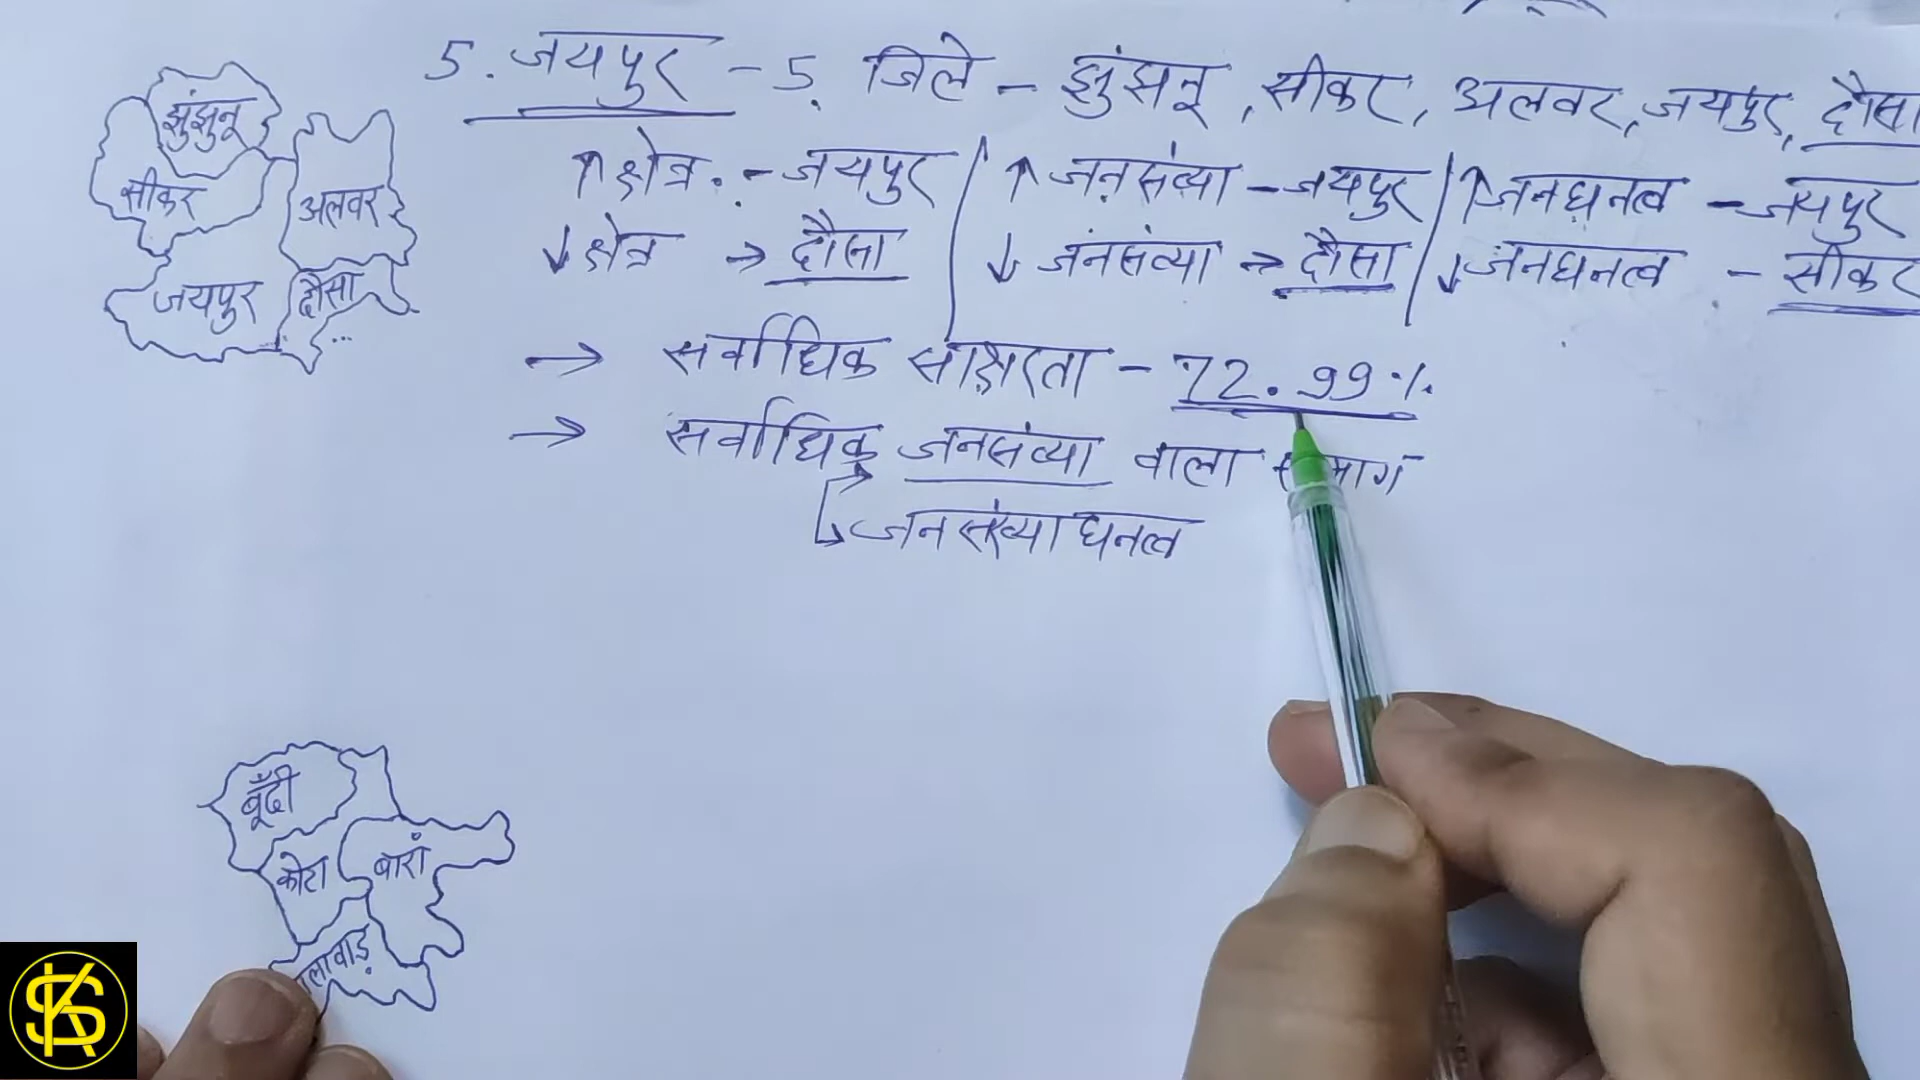 5. जयपुर - 5. जिले - झुंझनू, सीकर, अलवर, जयपुर, दौसा
↑ क्षेत्र. - जयपुर | ↑ जनसंख्या - जयपुर | ↑ जनघनत्व - जयपुर
↓ क्षेत्र → दौसा | ↓ जनसंख्या → दौसा | ↓ जनघनत्व - सीकर
→ सर्वाधिक साक्षरता - 72.99%
→ सर्वाधिक जनसंख्या वाला
↳ जनसंख्या घनत्व
झुंझुनू
सीकर
अलवर
जयपुर
दौसा
बूँदी
कोटा
बारां